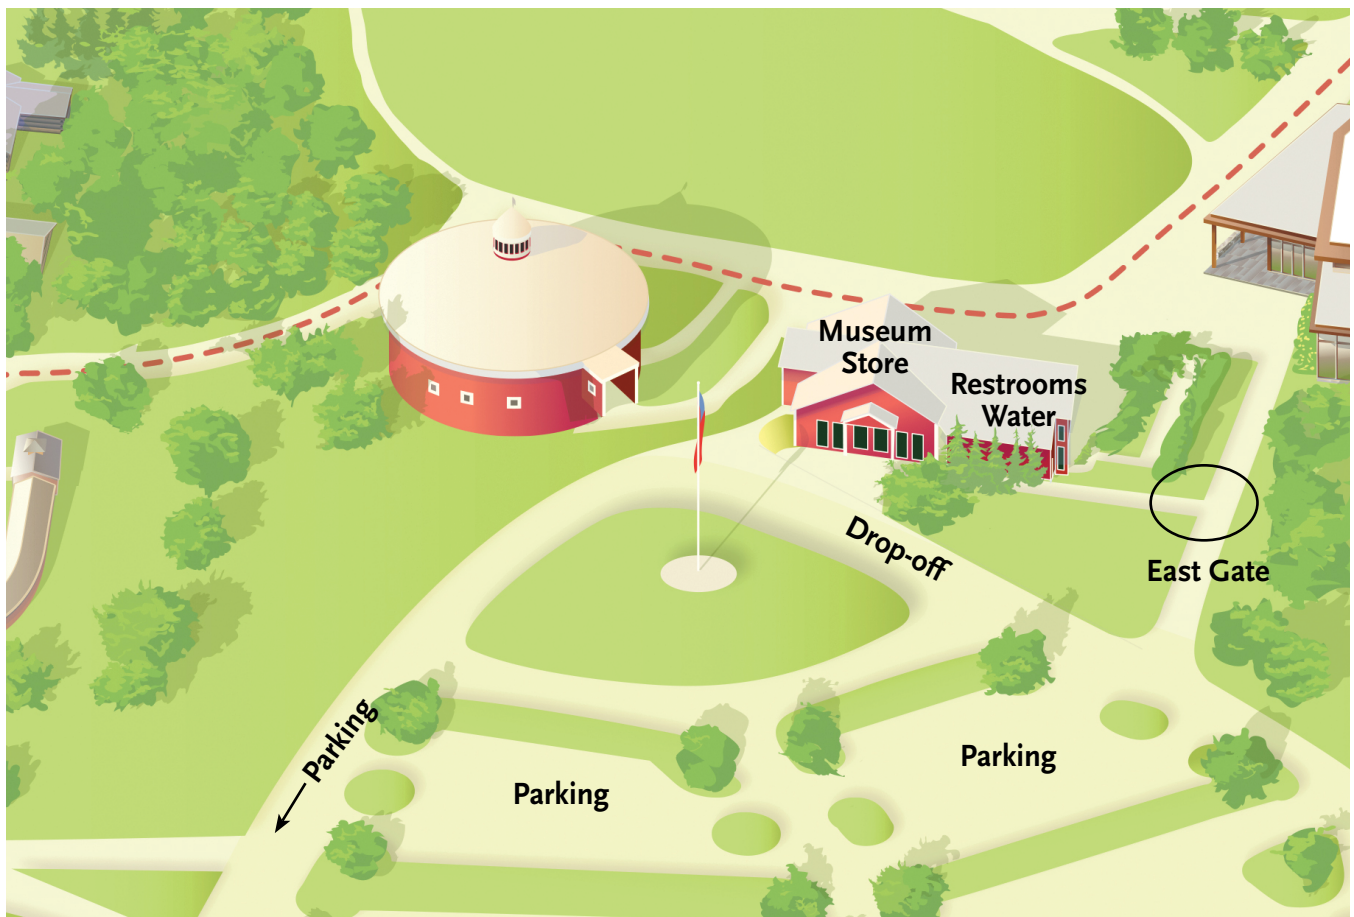 Museum
Store
Restrooms
Water
Drop-off
East Gate
Parking
Parking
Parking